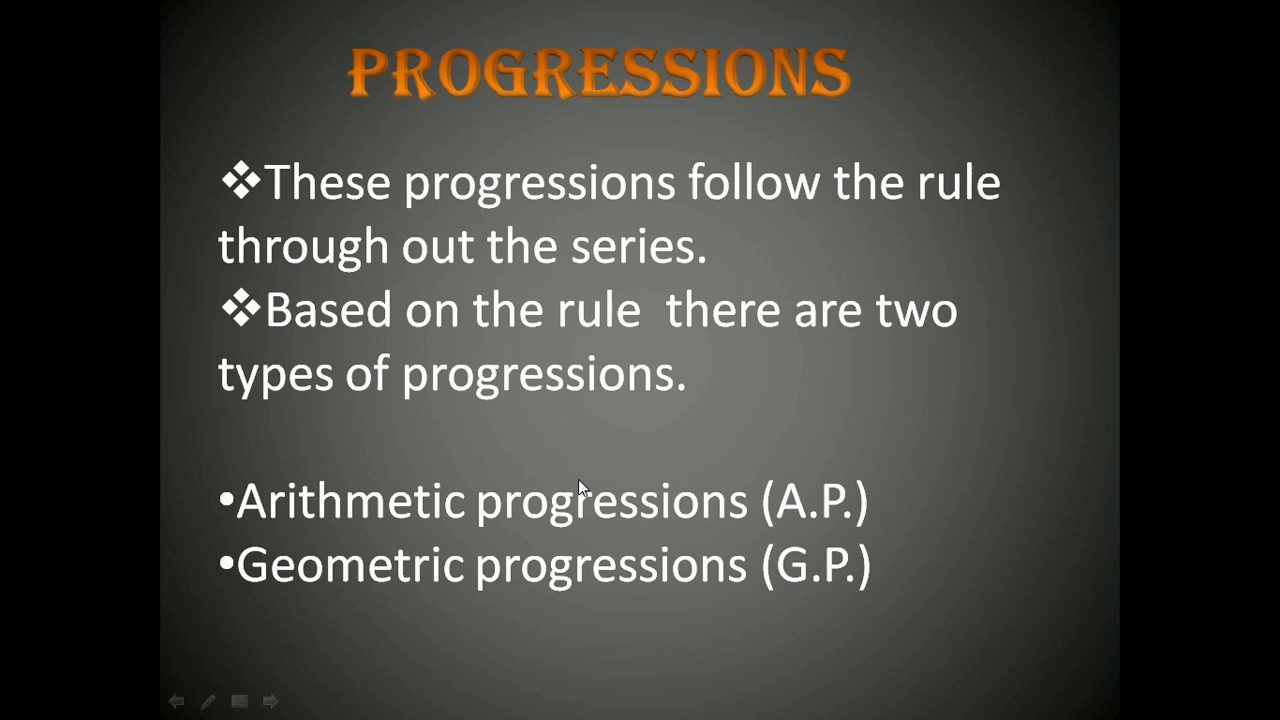 PROGRESSIONS
❖These progressions follow the rule
through out the series.
❖Based on the rule  there are two
types of progressions.
•Arithmetic progressions (A.P.)
•Geometric progressions (G.P.)